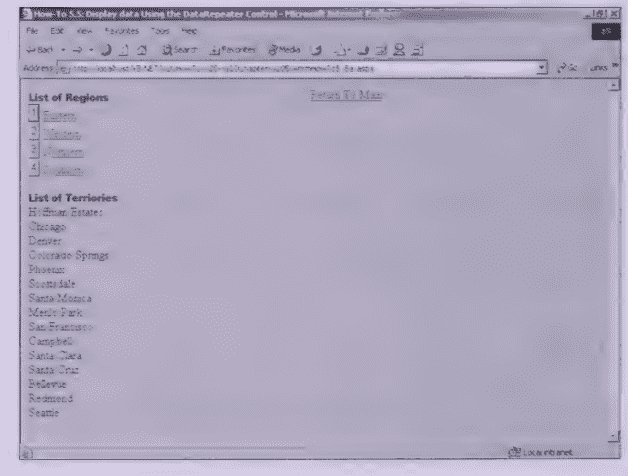 How-To 5.5: Display data Using the DataRepeater Control - Microsoft Internet
File Edit View Favorites Tools Help
Back Search Favorites Media
Address
List of Regions
Return To Main
1 Eastern
2 Western
3
4
List of Terriories
Hoffman Estates
Chicago
Denver
Colorado Springs
Phoenix
Scottsdale
Santa Monica
Menlo Park
San Francisco
Campbell
Santa Clara
Santa Cruz
Bellevue
Redmond
Seattle
Local intranet